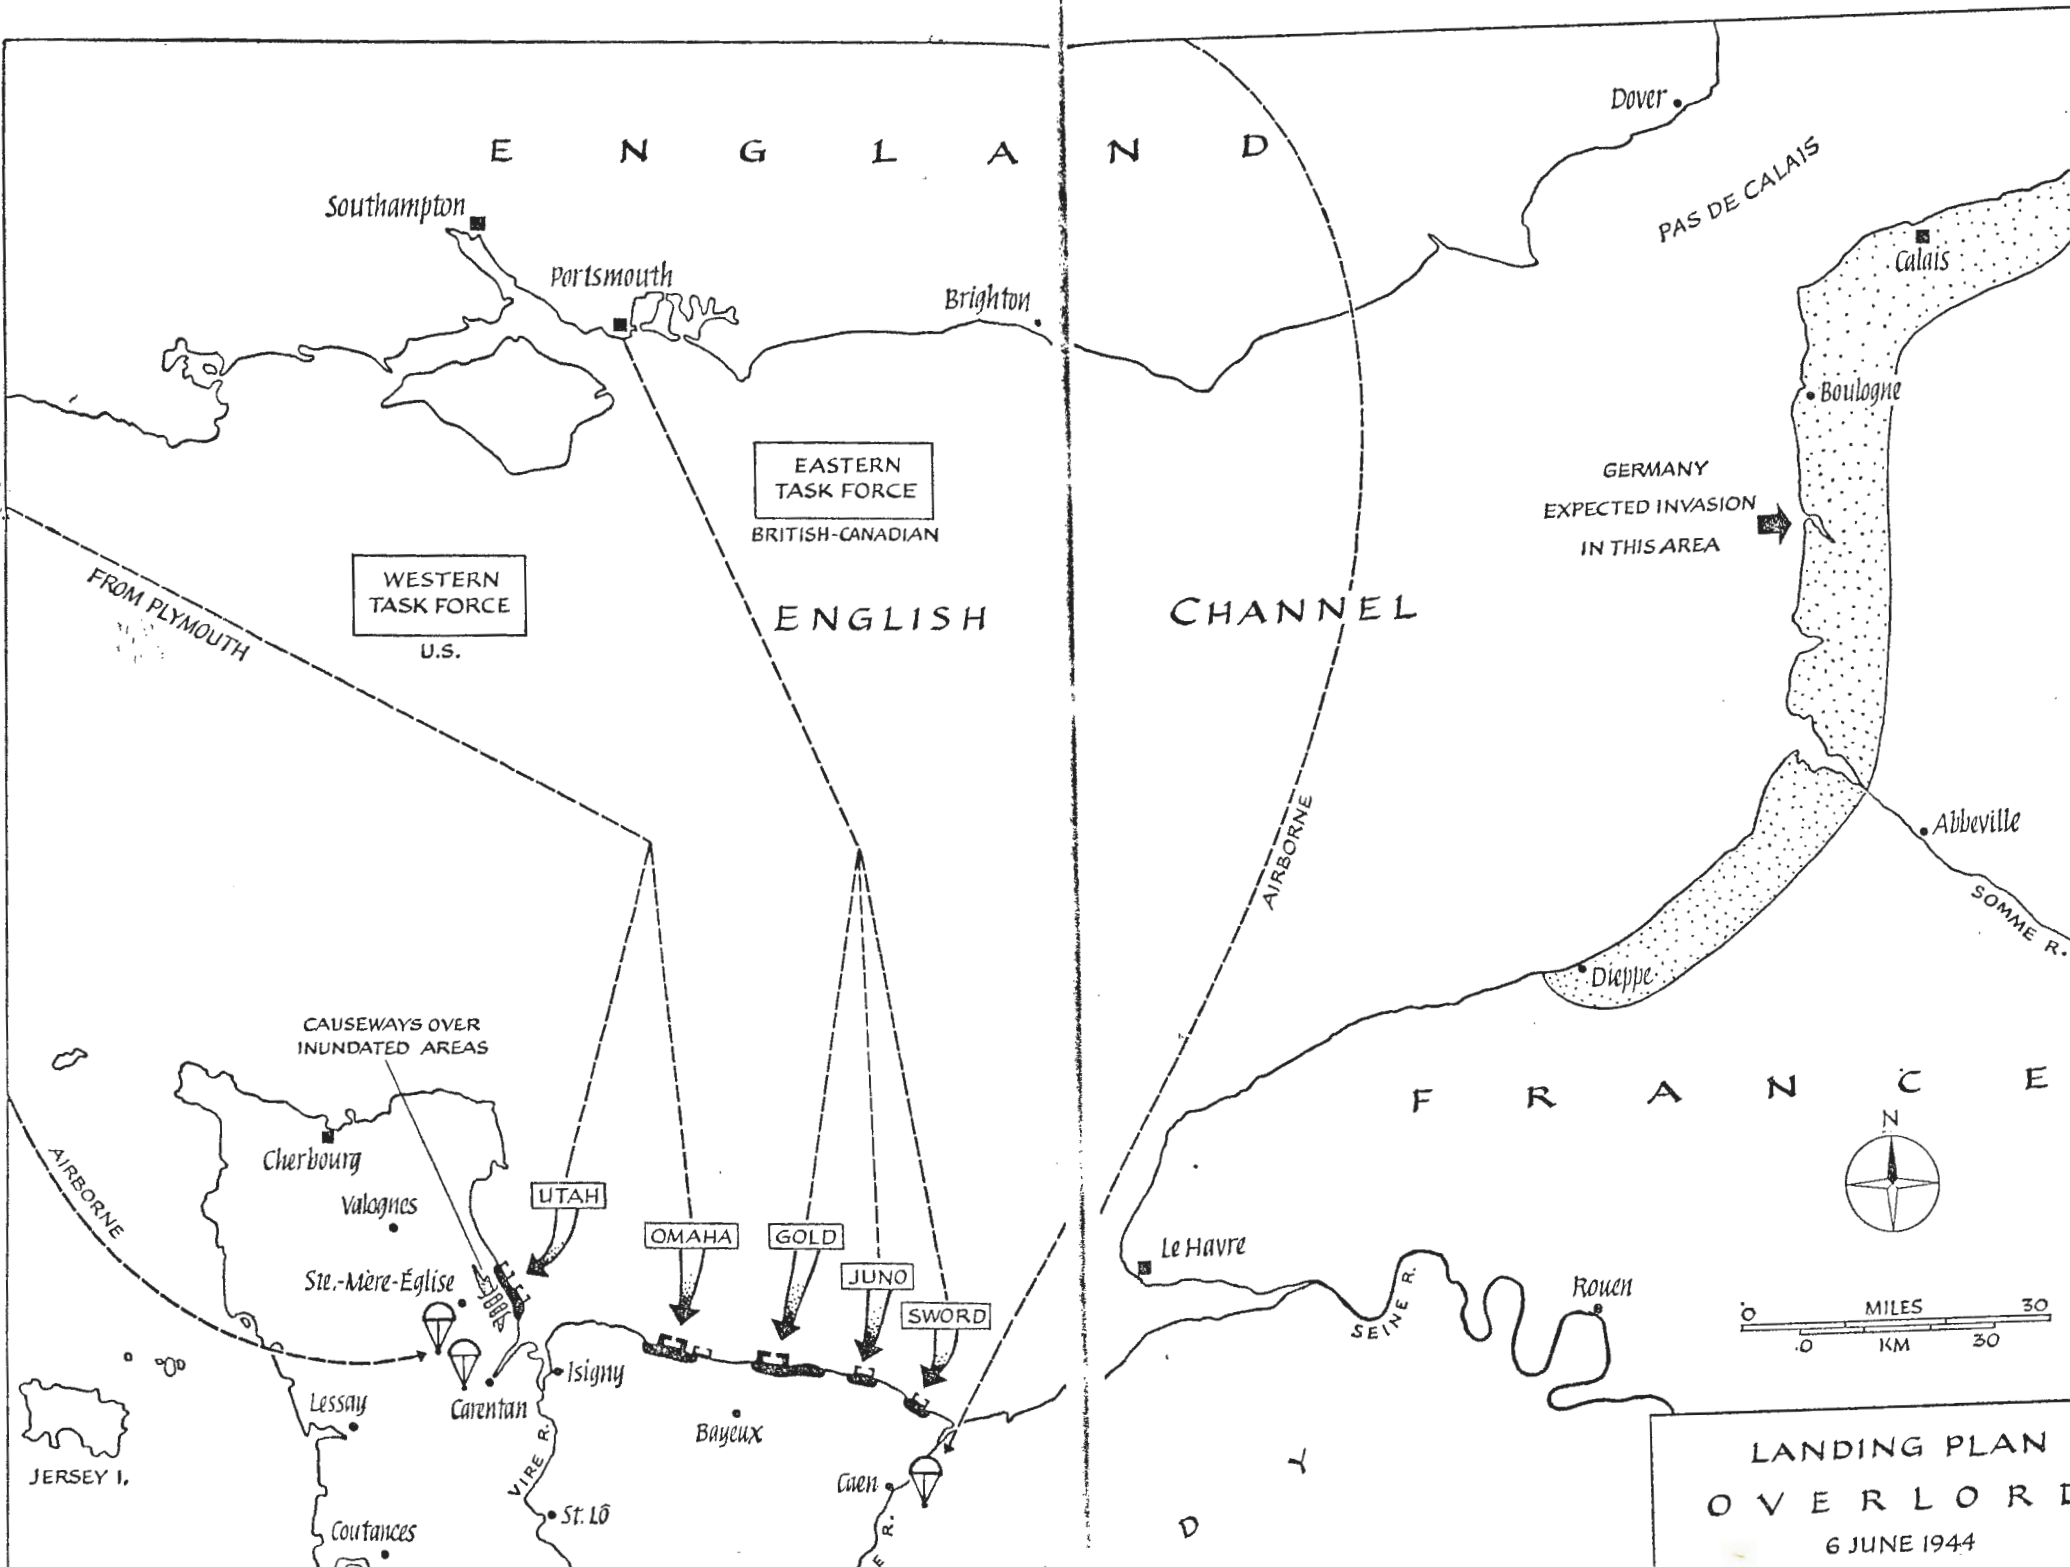 ENGLAND
Dover
PAS DE CALAIS
Southampton
Calais
Portsmouth
Brighton
Boulogne
EASTERN
TASK FORCE
BRITISH-CANADIAN
GERMANY
EXPECTED INVASION
IN THIS AREA
WESTERN
TASK FORCE
U.S.
FROM PLYMOUTH
ENGLISH CHANNEL
AIRBORNE
Abbeville
SOMME R.
Dieppe
CAUSEWAYS OVER
INUNDATED AREAS
FRANCE
N
Cherbourg
AIRBORNE
Valognes
UTAH
OMAHA
GOLD
JUNO
SWORD
Le Havre
Ste.-Mère-Église
Rouen
SEINE R.
0 MILES 30
0 KM 30
Isigny
Lessay
Carentan
Bayeux
JERSEY I.
VIRE R.
Caen
St. Lô
Coutances
E R.
D Y
LANDING PLAN
OVERLORD
6 JUNE 1944